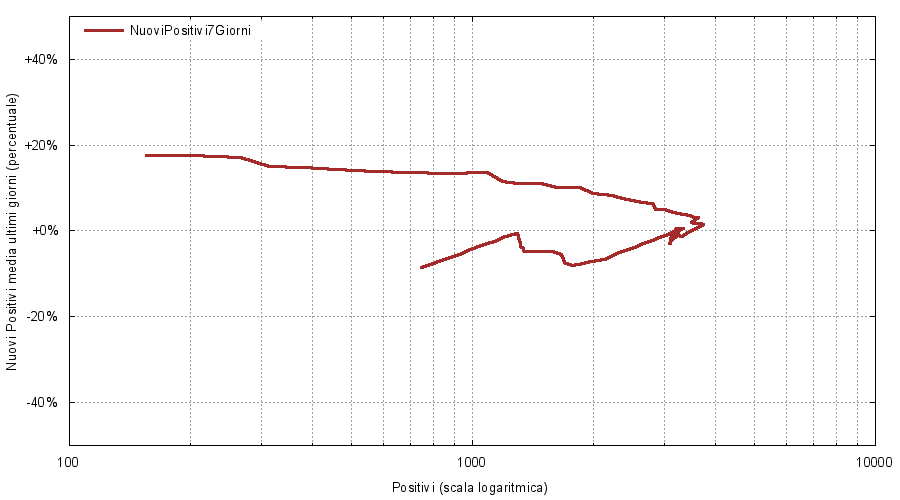 NuoviPositivi7Giorni
+40%
+20%
+0%
-20%
-40%
Nuovi Positivi media ultimi giorni (percentuale)
100
1000
10000
Positivi (scala logaritmica)